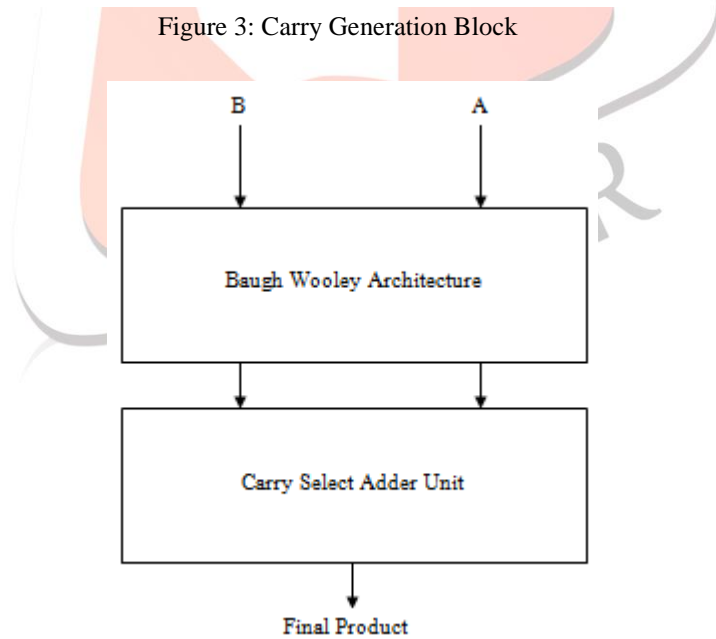 Figure 3: Carry Generation Block
B A
Baugh Wooley Architecture
Carry Select Adder Unit
Final Product